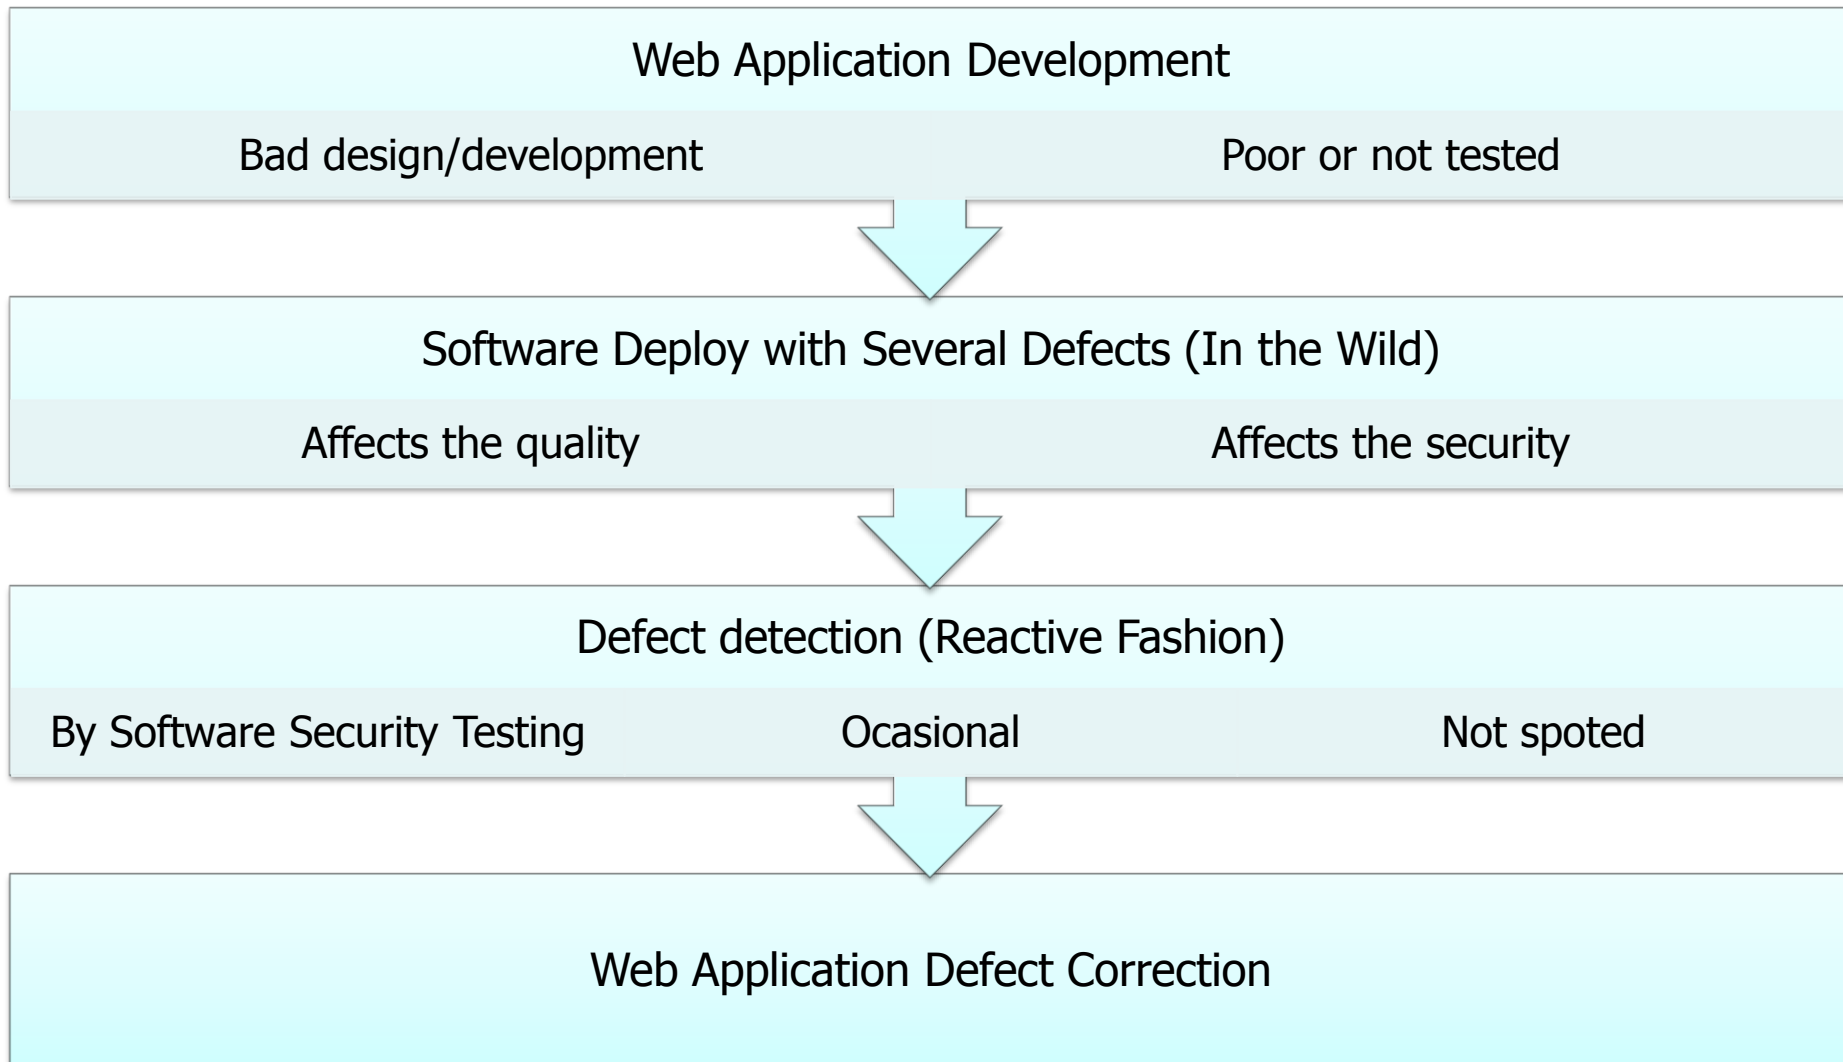 Web Application Development
Bad design/development Poor or not tested
Software Deploy with Several Defects (In the Wild)
Affects the quality Affects the security
Defect detection (Reactive Fashion)
By Software Security Testing Ocasional Not spoted
Web Application Defect Correction